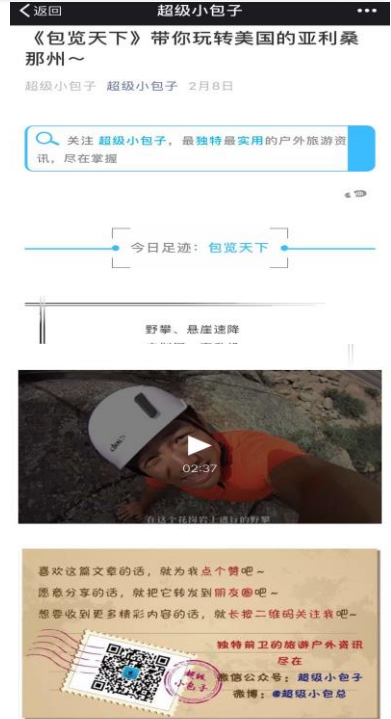 返回
超级小包子
《包览天下》带你玩转美国的亚利桑
那州～
超级小包子 超级小包子 2月8日
关注 超级小包子，最独特最实用的户外旅游资
讯，尽在掌握
今日足迹：包览天下
野攀、悬崖速降
02:37
在这个花岗岩上进行的野攀
喜欢这篇文章的话，就为我点个赞吧~
愿意分享的话，就把它转发到朋友圈吧~
想要收到更多精彩内容的话，就长按二维码关注我吧~
独特前卫的旅游户外资讯
尽在
微信公众号：超级小包子
微博：@超级小包总
超级
小包子